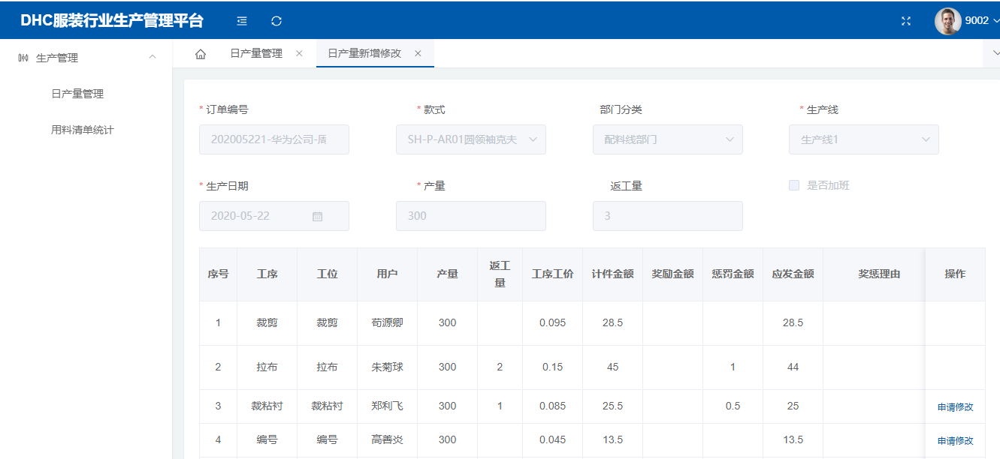 DHC服装行业生产管理平台
9002
生产管理
日产量管理
用料清单统计
日产量管理
日产量新增修改
* 订单编号 * 款式 部门分类 * 生产线
202005221-华为公司-周 SH-P-AR01圆领袖克夫 配料线部门 生产线1
* 生产日期 * 产量 返工量 是否加班
2020-05-22 300 3
序号 工序 工位 用户 产量 返工量 工序工价 计件金额 奖励金额 惩罚金额 应发金额 奖惩理由 操作
1 裁剪 裁剪 荀源卿 300 0.095 28.5 28.5
2 拉布 拉布 朱菊球 300 2 0.15 45 1 44
3 裁粘衬 裁粘衬 郑利飞 300 1 0.085 25.5 0.5 25 申请修改
4 编号 编号 高善炎 300 0.045 13.5 13.5 申请修改